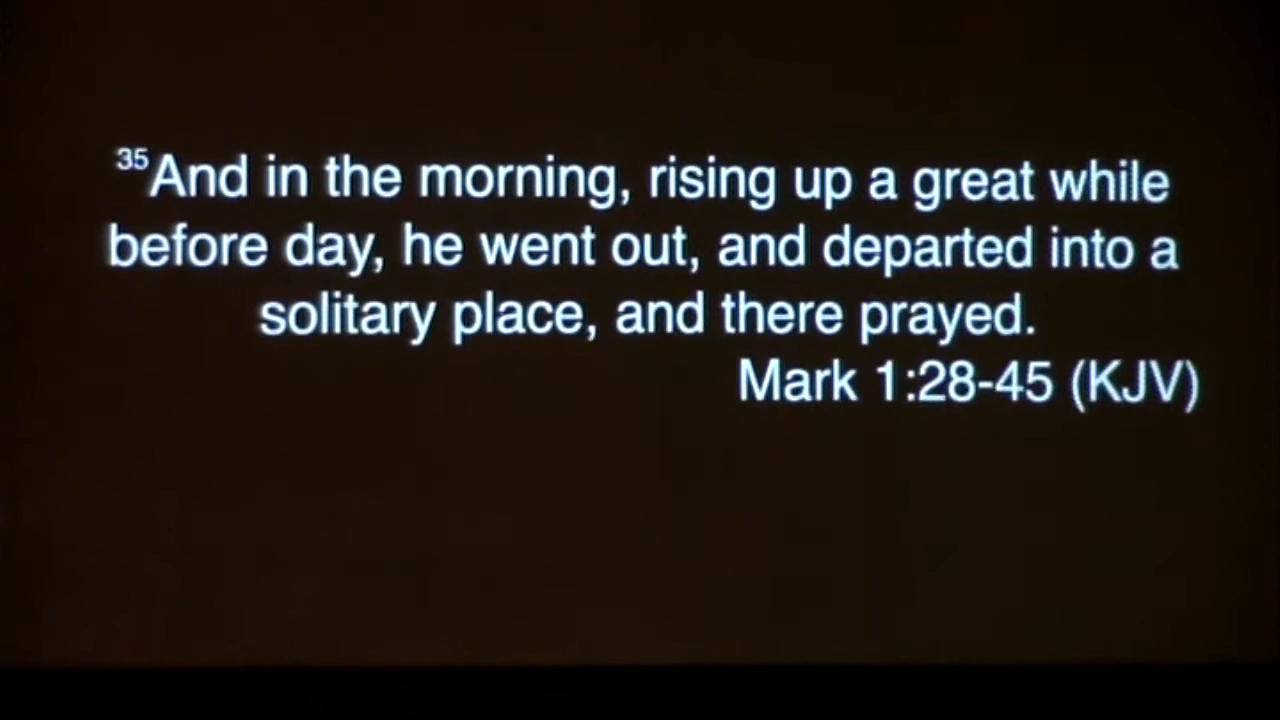 35And in the morning, rising up a great while
before day, he went out, and departed into a
solitary place, and there prayed.
Mark 1:28-45 (KJV)